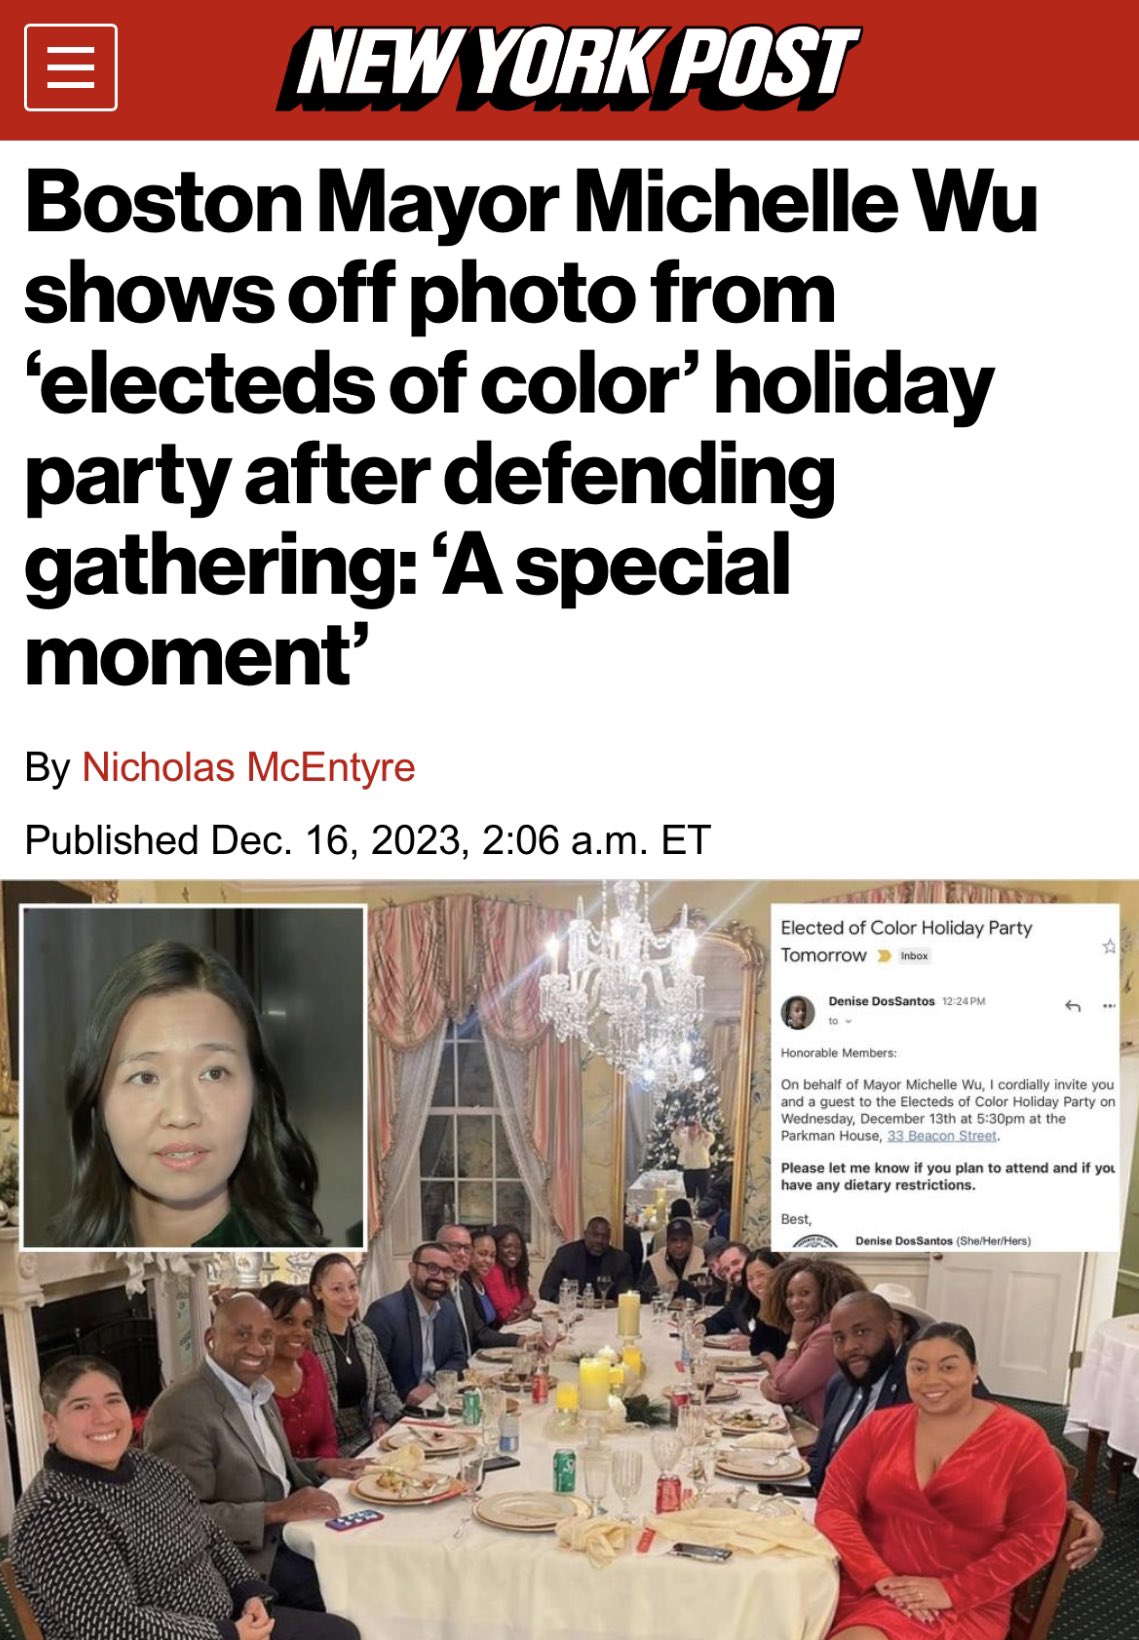 NEW YORK POST
Boston Mayor Michelle Wu
shows off photo from
‘electeds of color’ holiday
party after defending
gathering: ‘A special
moment’
By Nicholas McEntyre
Published Dec. 16, 2023, 2:06 a.m. ET
Elected of Color Holiday Party
Tomorrow Inbox
Denise DosSantos 12:24 PM
to
Honorable Members:
On behalf of Mayor Michelle Wu, I cordially invite you
and a guest to the Electeds of Color Holiday Party on
Wednesday, December 13th at 5:30pm at the
Parkman House, 33 Beacon Street.
Please let me know if you plan to attend and if you
have any dietary restrictions.
Best,
Denise DosSantos (She/Her/Hers)